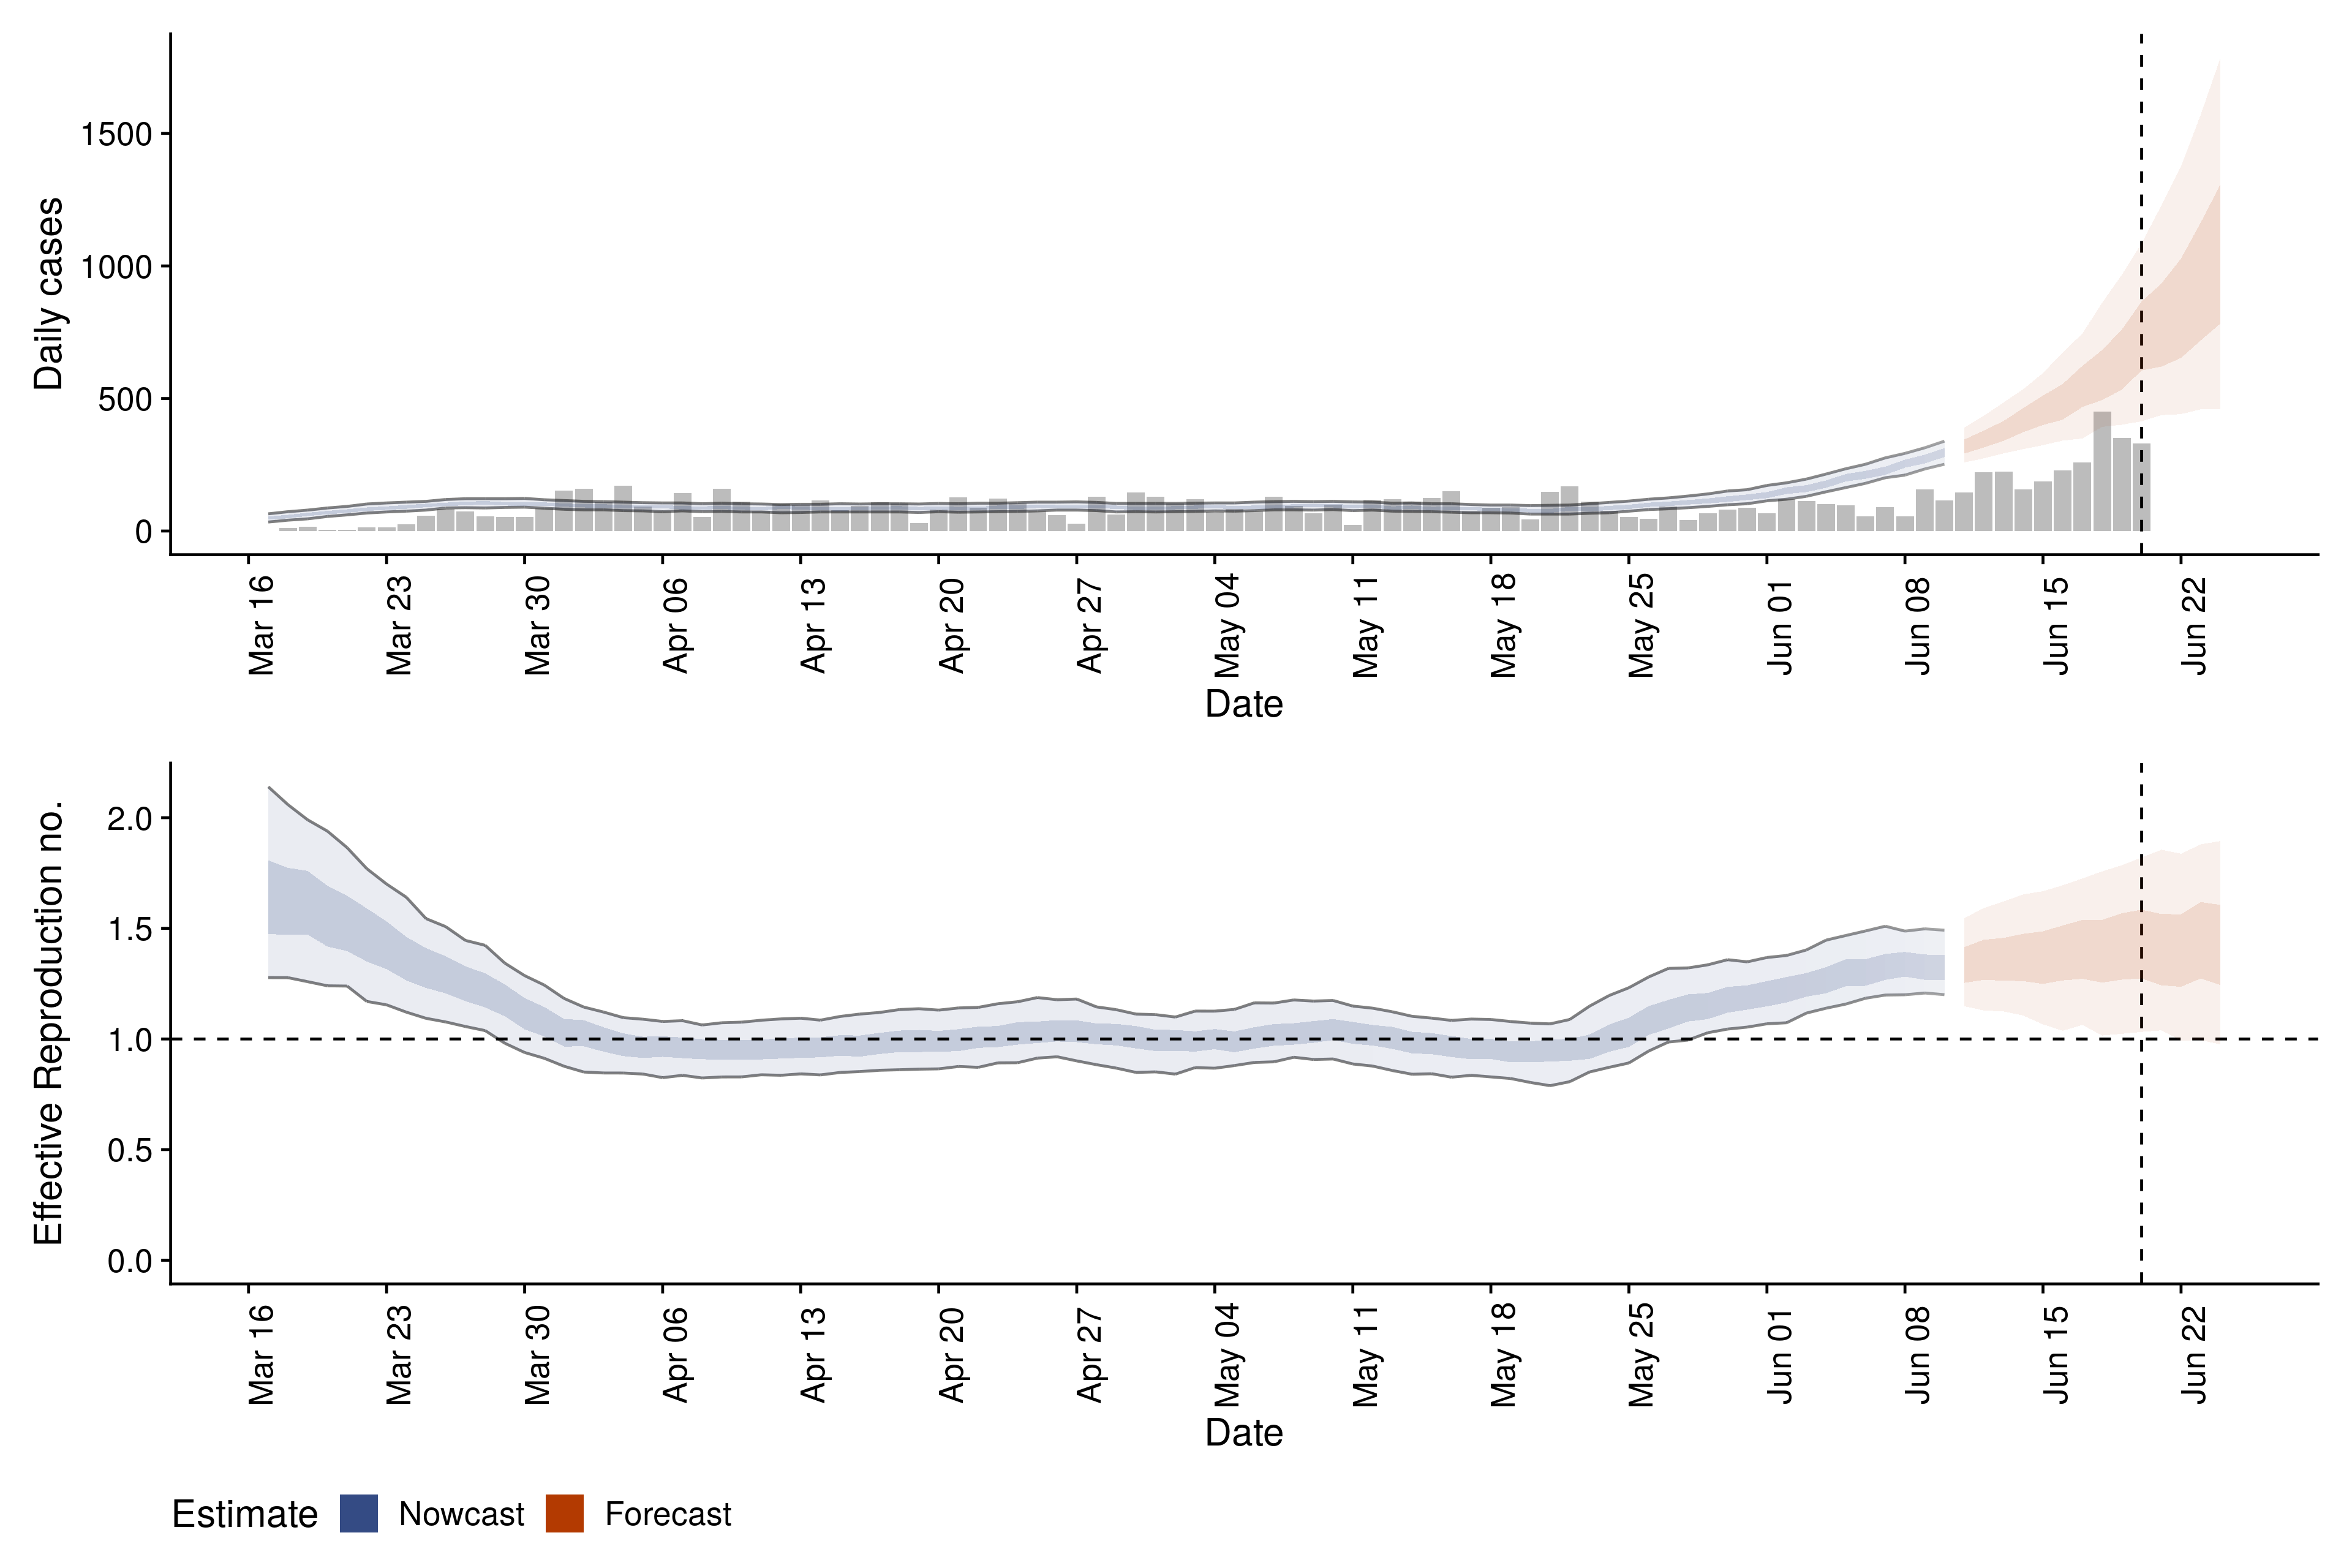 Daily cases
1500
1000
500
0
Mar 16
Mar 23
Mar 30
Apr 06
Apr 13
Apr 20
Apr 27
May 04
May 11
May 18
May 25
Jun 01
Jun 08
Jun 15
Jun 22
Date
Effective Reproduction no.
2.0
1.5
1.0
0.5
0.0
Mar 16
Mar 23
Mar 30
Apr 06
Apr 13
Apr 20
Apr 27
May 04
May 11
May 18
May 25
Jun 01
Jun 08
Jun 15
Jun 22
Date
Estimate Nowcast Forecast